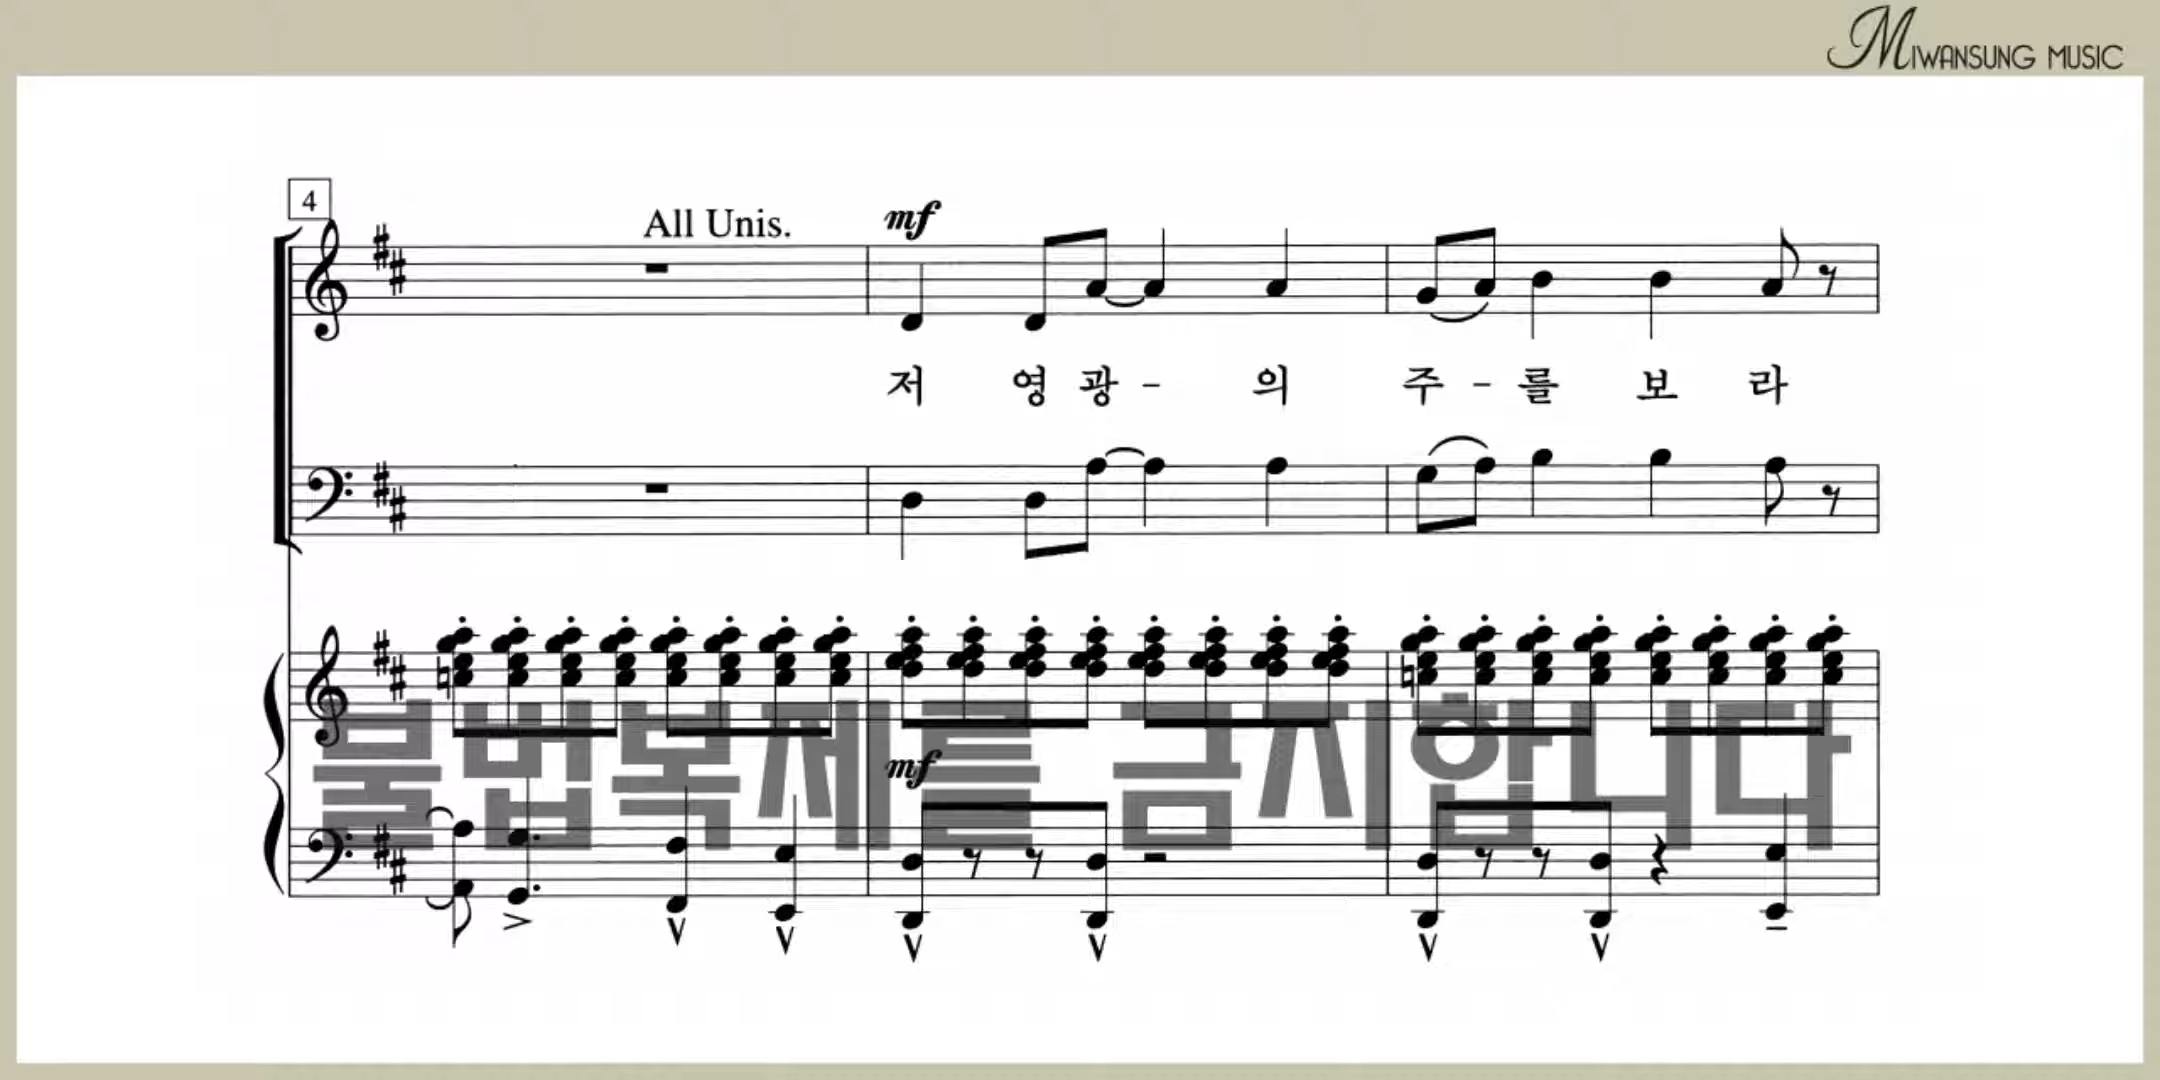 MIWANSUNG MUSIC
4
All Unis.
mf
저 영 광 - 의 주 - 를 보 라
불법복제를 금지합니다
mf